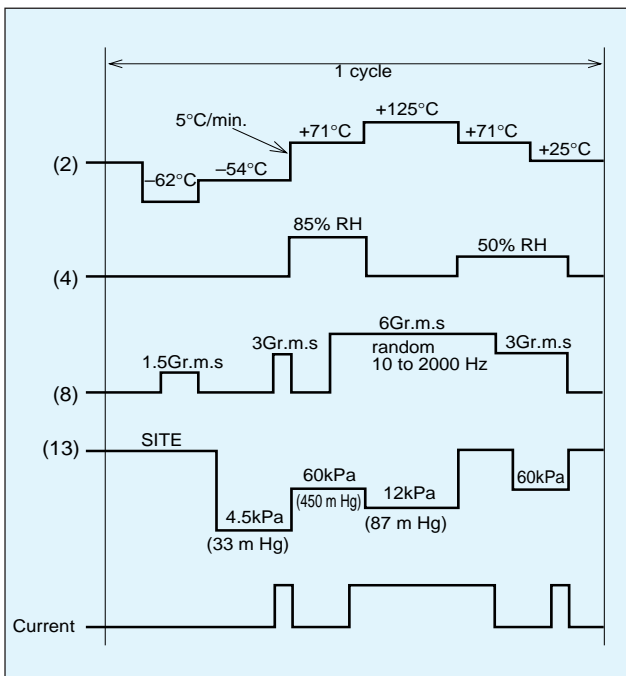 1 cycle
+125°C
5°C/min.
+71°C
+71°C
+25°C
(2)
–62°C
–54°C
85% RH
50% RH
(4)
6Gr.m.s
3Gr.m.s
3Gr.m.s
random
10 to 2000 Hz
1.5Gr.m.s
(8)
(13)
SITE
60kPa
(450 m Hg)
12kPa
60kPa
4.5kPa
(33 m Hg)
(87 m Hg)
Current